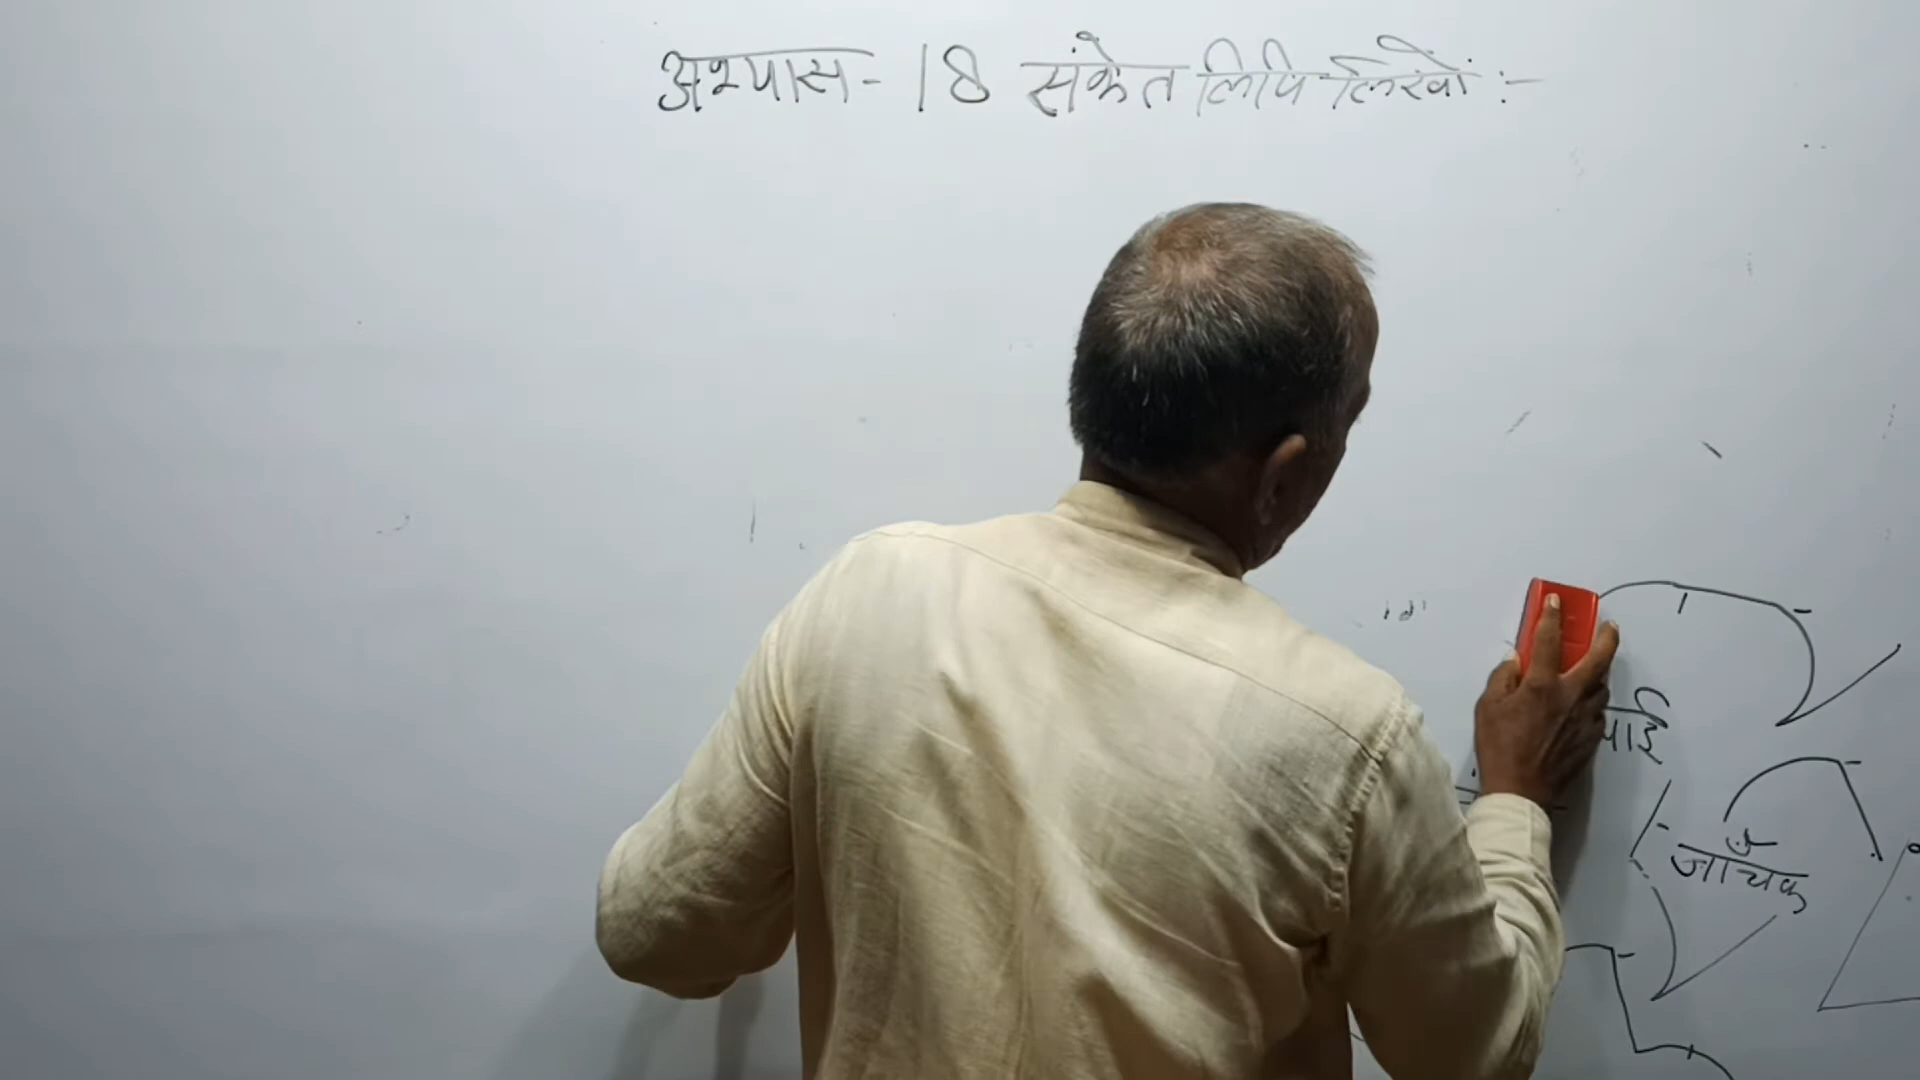 अभ्यास - 18 संकेत लिपि लिखों :-
जाँचक